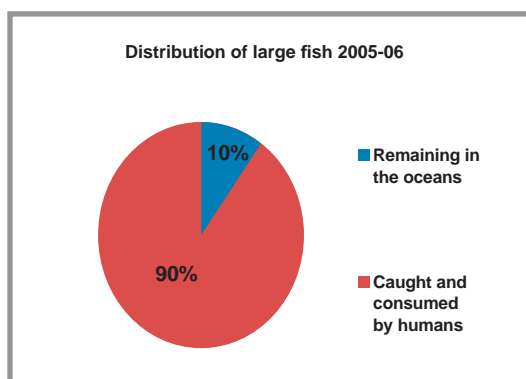 Distribution of large fish 2005-06
10%
90%
Remaining in
the oceans
Caught and
consumed
by humans